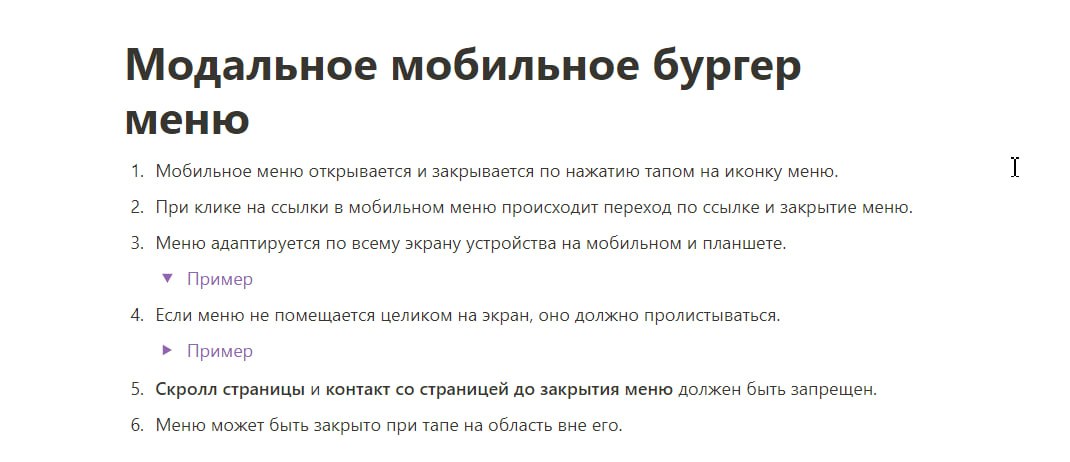 Модальное мобильное бургер
меню
1. Мобильное меню открывается и закрывается по нажатию тапом на иконку меню.
2. При клике на ссылки в мобильном меню происходит переход по ссылке и закрытие меню.
3. Меню адаптируется по всему экрану устройства на мобильном и планшете.
Пример
4. Если меню не помещается целиком на экран, оно должно пролистываться.
Пример
5. Скролл страницы и контакт со страницей до закрытия меню должен быть запрещен.
6. Меню может быть закрыто при тапе на область вне его.